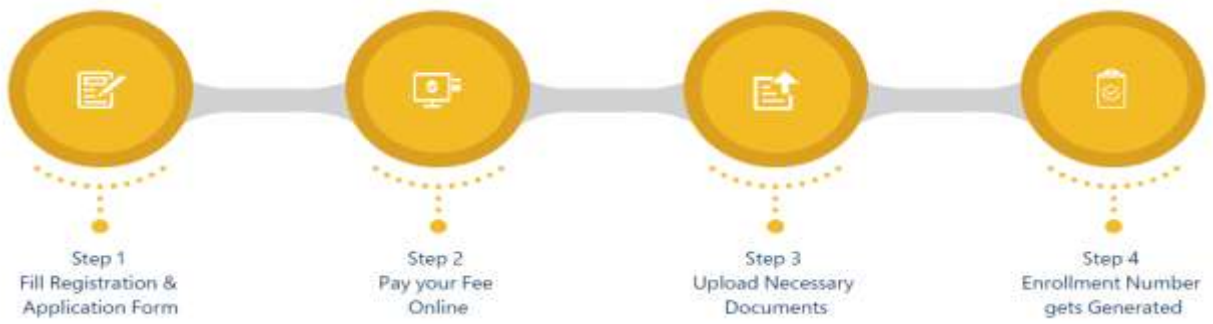 Step 1
Fill Registration &
Application Form
Step 2
Pay your Fee
Online
Step 3
Upload Necessary
Documents
Step 4
Enrollment Number
gets Generated